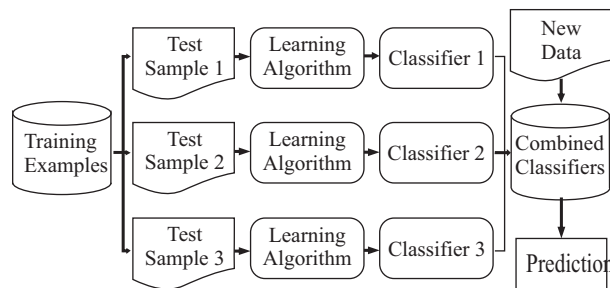 Training
Examples
Test
Sample 1
Learning
Algorithm
Classifier 1
Test
Sample 2
Learning
Algorithm
Classifier 2
Test
Sample 3
Learning
Algorithm
Classifier 3
New
Data
Combined
Classifiers
Prediction